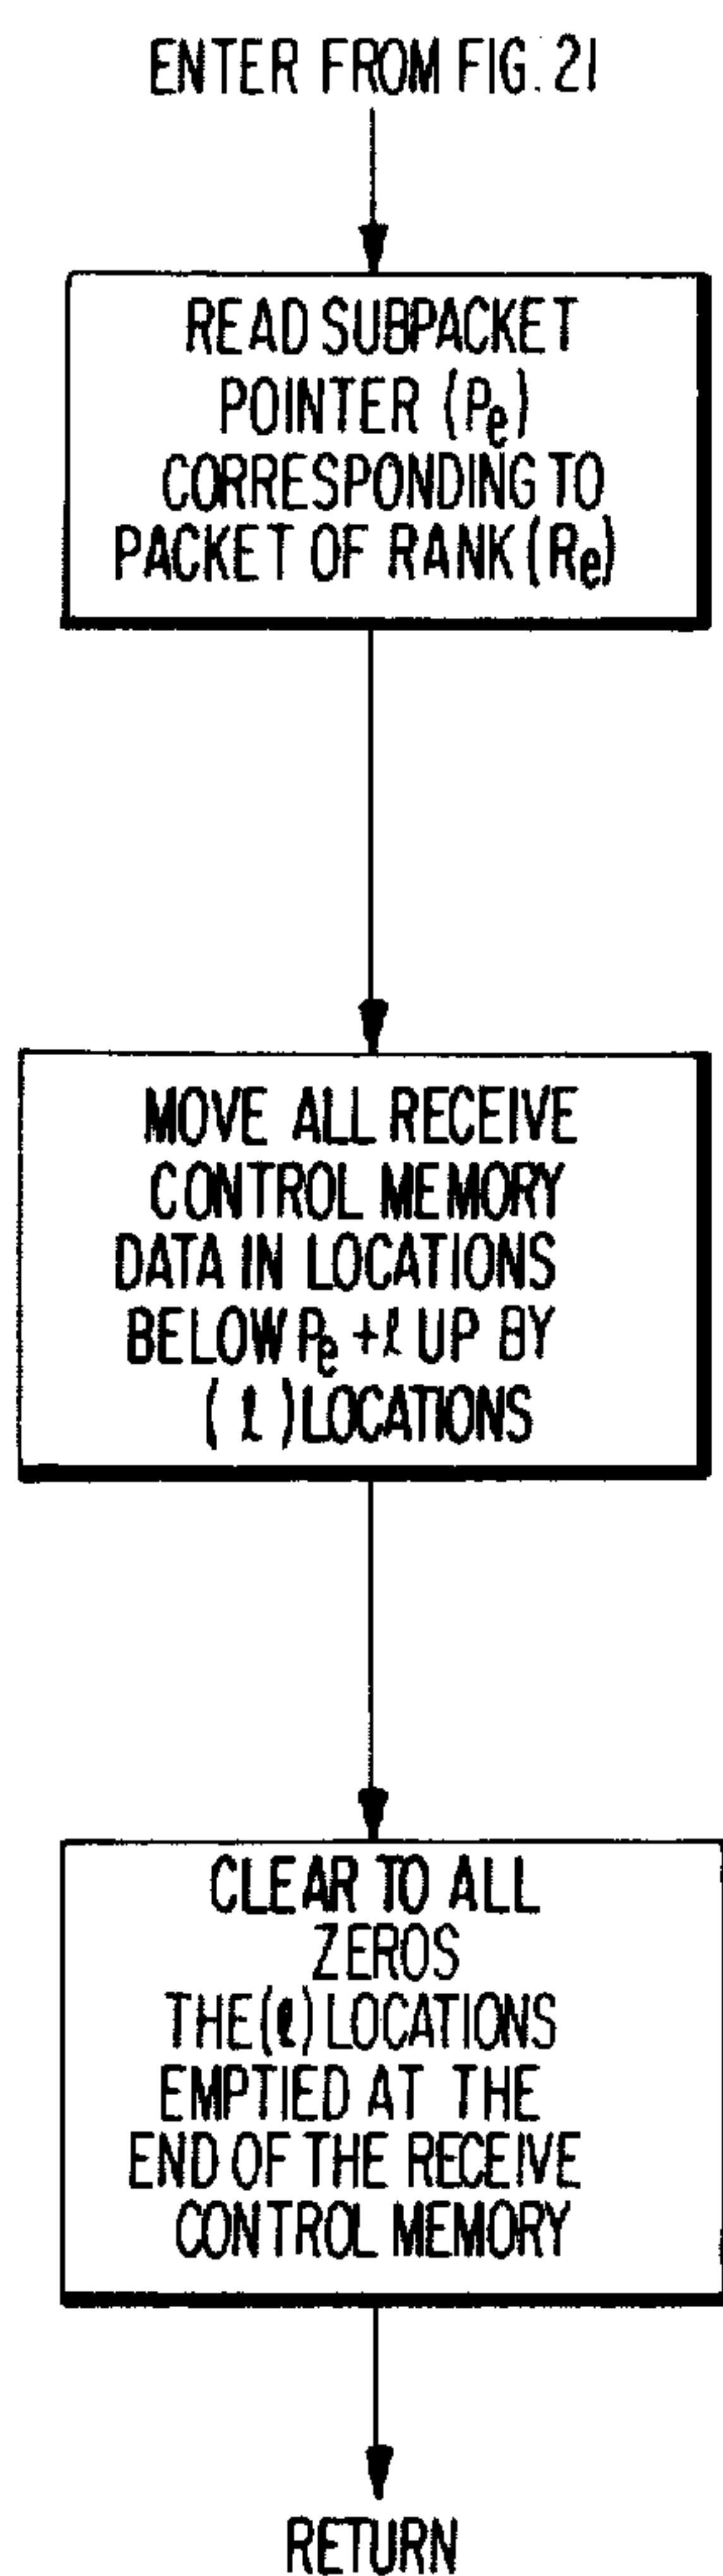 ENTER FROM FIG. 21
READ SUBPACKET
POINTER (Pe)
CORRESPONDING TO
PACKET OF RANK (Re)
MOVE ALL RECEIVE
CONTROL MEMORY
DATA IN LOCATIONS
BELOW Pe +ℓ UP BY
(ℓ) LOCATIONS
CLEAR TO ALL
ZEROS
THE (ℓ) LOCATIONS
EMPTIED AT THE
END OF THE RECEIVE
CONTROL MEMORY
RETURN